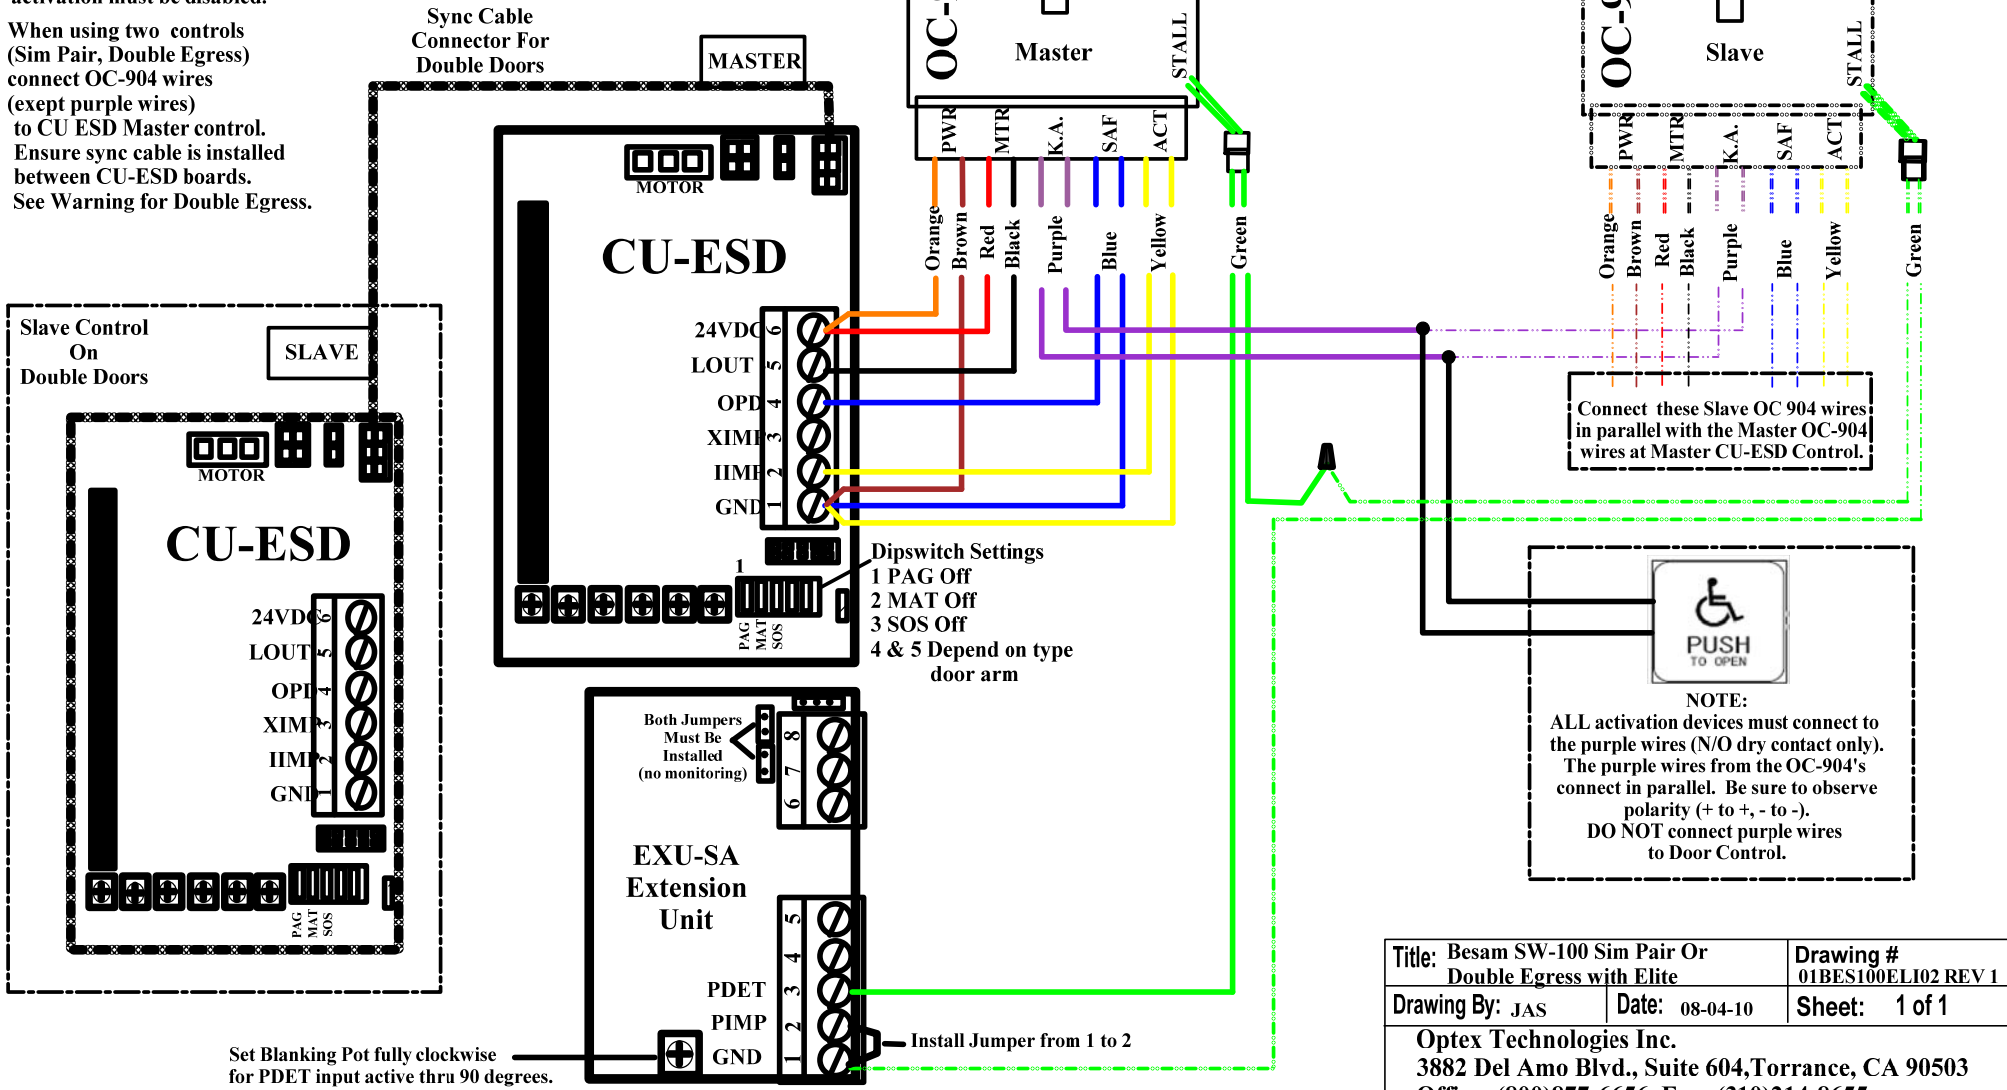 activation must be disabled.
When using two controls
(Sim Pair, Double Egress)
connect OC-904 wires
(exept purple wires)
to CU ESD Master control.
Ensure sync cable is installed
between CU-ESD boards.
See Warning for Double Egress.
Sync Cable
Connector For
Double Doors
MASTER
MOTOR
CU-ESD
24VDC 6
LOUT 5
OPD 4
XIMP 3
IIMP 2
GND 1
1
PAG
MAT
SOS
Dipswitch Settings
1 PAG Off
2 MAT Off
3 SOS Off
4 & 5 Depend on type
door arm
Slave Control
On
Double Doors
SLAVE
MOTOR
CU-ESD
24VDC 6
LOUT 5
OPD 4
XIMP 3
IIMP 2
GND 1
PAG
MAT
SOS
Master
STALL
PWR MTR K.A. SAF ACT
Orange Brown Red Black Purple Blue Yellow Green
Slave
STALL
PWR MTR K.A. SAF ACT
Orange Brown Red Black Purple Blue Yellow Green
Connect these Slave OC 904 wires
in parallel with the Master OC-904
wires at Master CU-ESD Control.
PUSH
TO OPEN
NOTE:
ALL activation devices must connect to
the purple wires (N/O dry contact only).
The purple wires from the OC-904's
connect in parallel. Be sure to observe
polarity (+ to +, - to -).
DO NOT connect purple wires
to Door Control.
Both Jumpers
Must Be
Installed
(no monitoring)
8
7
6
EXU-SA
Extension
Unit
5
4
PDET 3
PIMP 2
GND 1
Install Jumper from 1 to 2
Set Blanking Pot fully clockwise
for PDET input active thru 90 degrees.
Title: Besam SW-100 Sim Pair Or
Double Egress with Elite
Drawing #
01BES100ELI02 REV 1
Drawing By: JAS
Date: 08-04-10
Sheet: 1 of 1
Optex Technologies Inc.
3882 Del Amo Blvd., Suite 604,Torrance, CA 90503